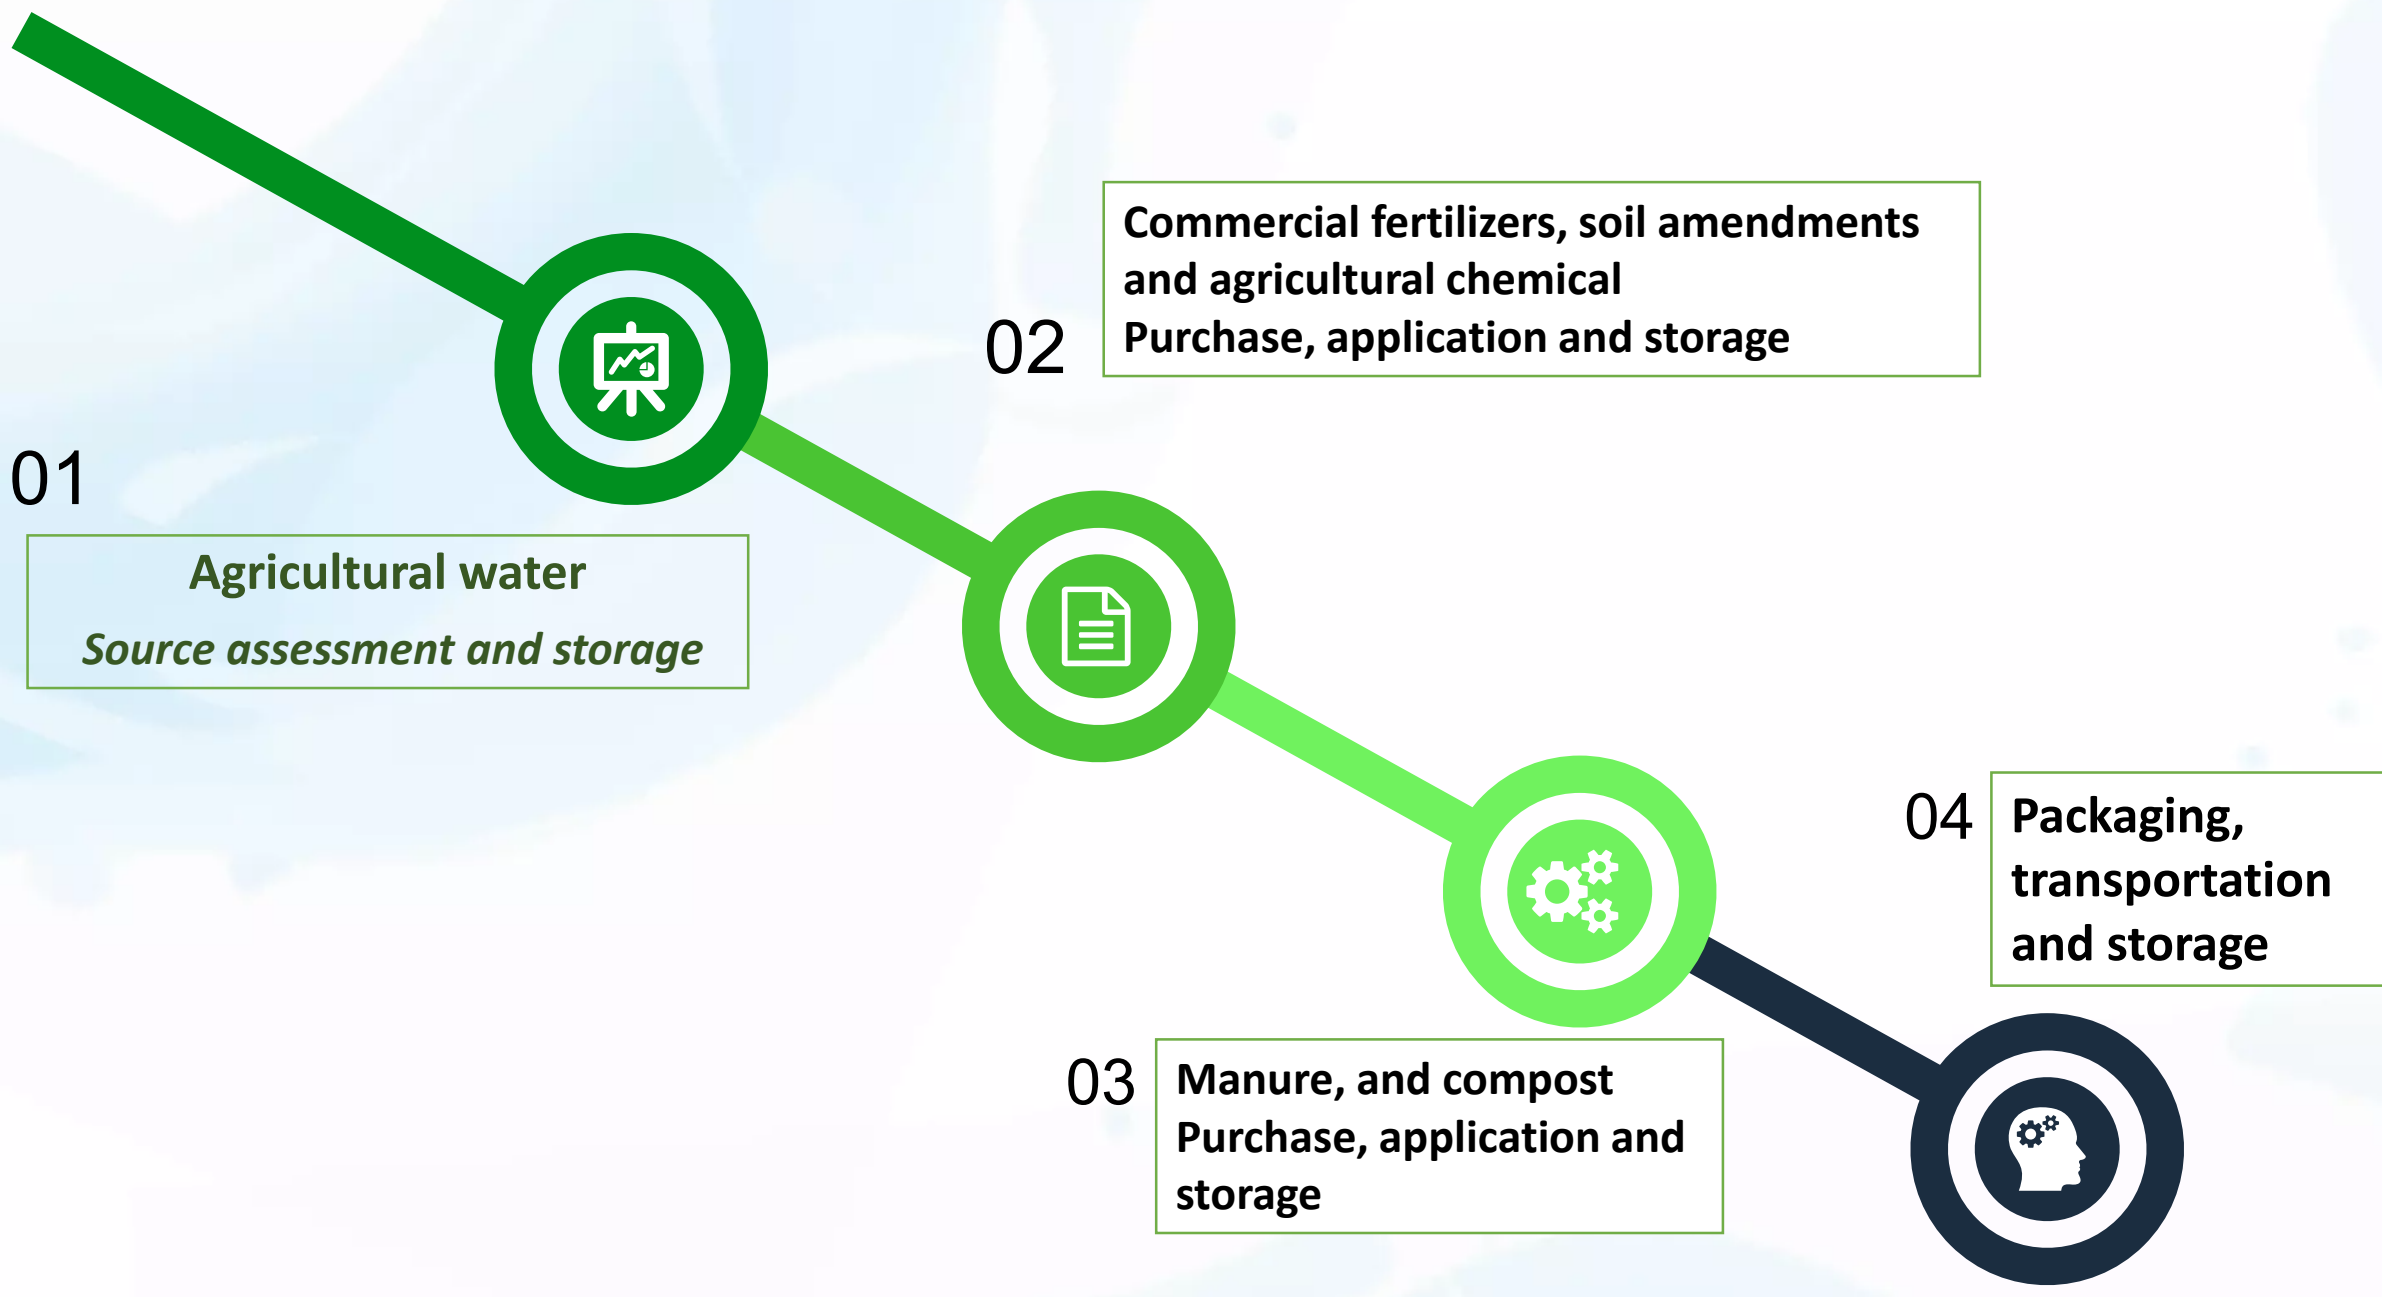 01
Agricultural water
Source assessment and storage
02
Commercial fertilizers, soil amendments
and agricultural chemical
Purchase, application and storage
03
Manure, and compost
Purchase, application and
storage
04
Packaging,
transportation
and storage